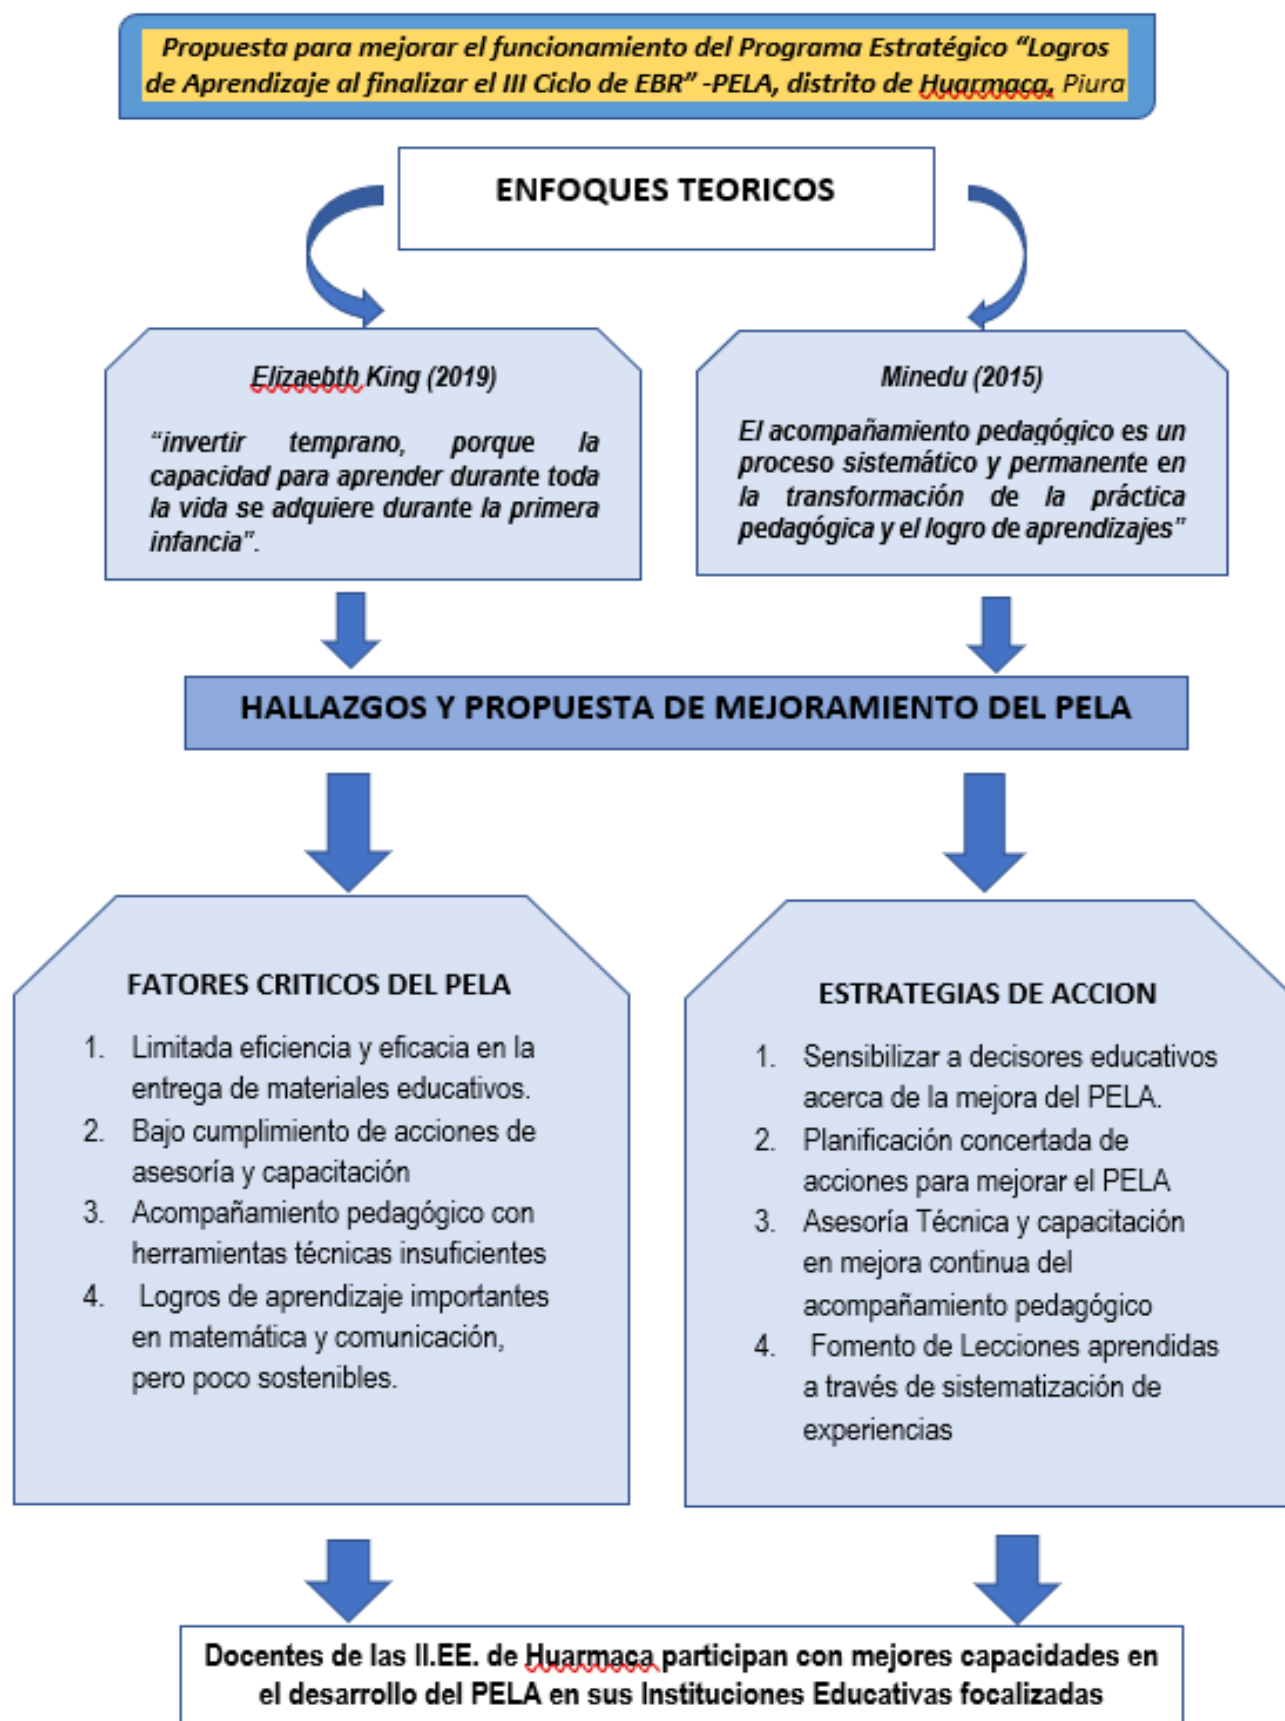 Propuesta para mejorar el funcionamiento del Programa Estratégico “Logros
de Aprendizaje al finalizar el III Ciclo de EBR” -PELA, distrito de Huarmaca, Piura
ENFOQUES TEORICOS
Elizaebth King (2019)
“invertir temprano, porque la
capacidad para aprender durante toda
la vida se adquiere durante la primera
infancia”.
Minedu (2015)
El acompañamiento pedagógico es un
proceso sistemático y permanente en
la transformación de la práctica
pedagógica y el logro de aprendizajes”
HALLAZGOS Y PROPUESTA DE MEJORAMIENTO DEL PELA
FATORES CRITICOS DEL PELA
1. Limitada eficiencia y eficacia en la
entrega de materiales educativos.
2. Bajo cumplimiento de acciones de
asesoría y capacitación
3. Acompañamiento pedagógico con
herramientas técnicas insuficientes
4. Logros de aprendizaje importantes
en matemática y comunicación,
pero poco sostenibles.
ESTRATEGIAS DE ACCION
1. Sensibilizar a decisores educativos
acerca de la mejora del PELA.
2. Planificación concertada de
acciones para mejorar el PELA
3. Asesoría Técnica y capacitación
en mejora continua del
acompañamiento pedagógico
4. Fomento de Lecciones aprendidas
a través de sistematización de
experiencias
Docentes de las II.EE. de Huarmaca participan con mejores capacidades en
el desarrollo del PELA en sus Instituciones Educativas focalizadas